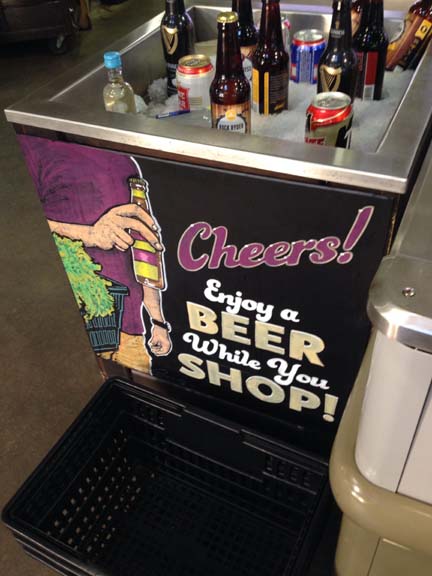 Cheers!
Enjoy a
BEER
While You
SHOP!